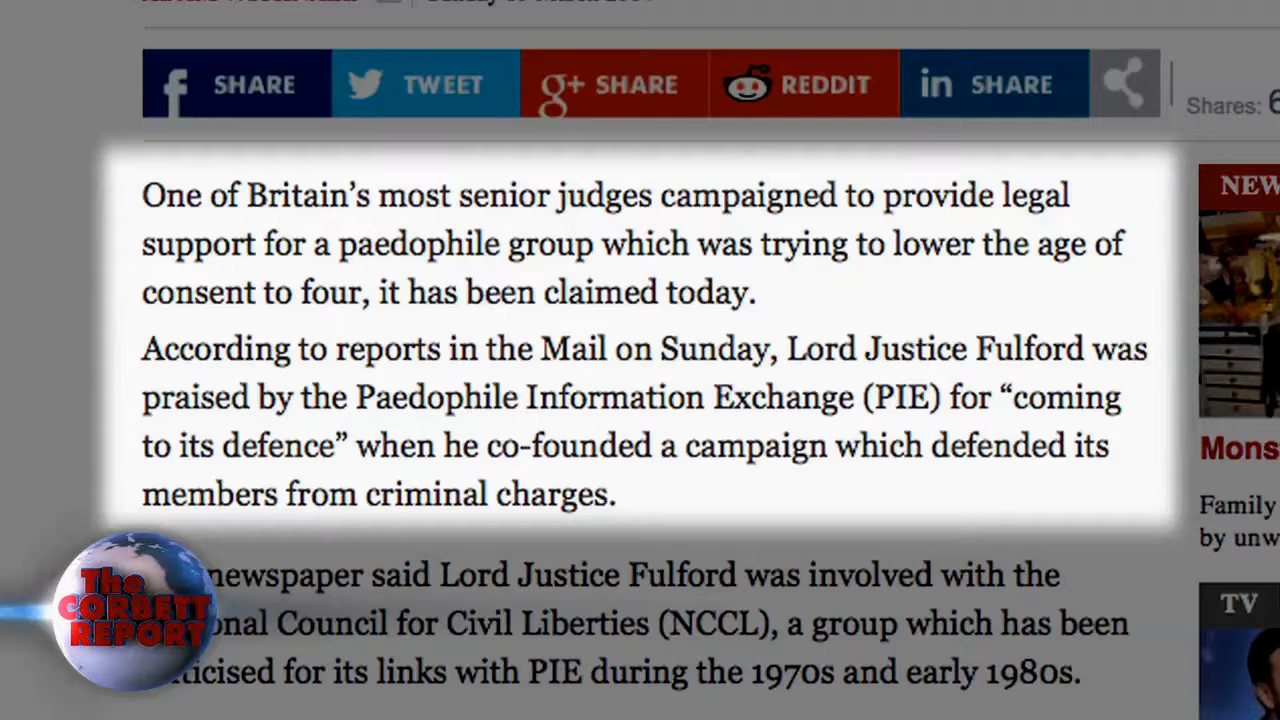 SHARE
TWEET
g+ SHARE
REDDIT
in SHARE
Shares: 6
One of Britain's most senior judges campaigned to provide legal
support for a paedophile group which was trying to lower the age of
consent to four, it has been claimed today.
According to reports in the Mail on Sunday, Lord Justice Fulford was
praised by the Paedophile Information Exchange (PIE) for “coming
to its defence” when he co-founded a campaign which defended its
members from criminal charges.
newspaper said Lord Justice Fulford was involved with the
onal Council for Civil Liberties (NCCL), a group which has been
ticised for its links with PIE during the 1970s and early 1980s.
The
CORBETT
REPORT
NEW
Mons
Family
by unw
TV